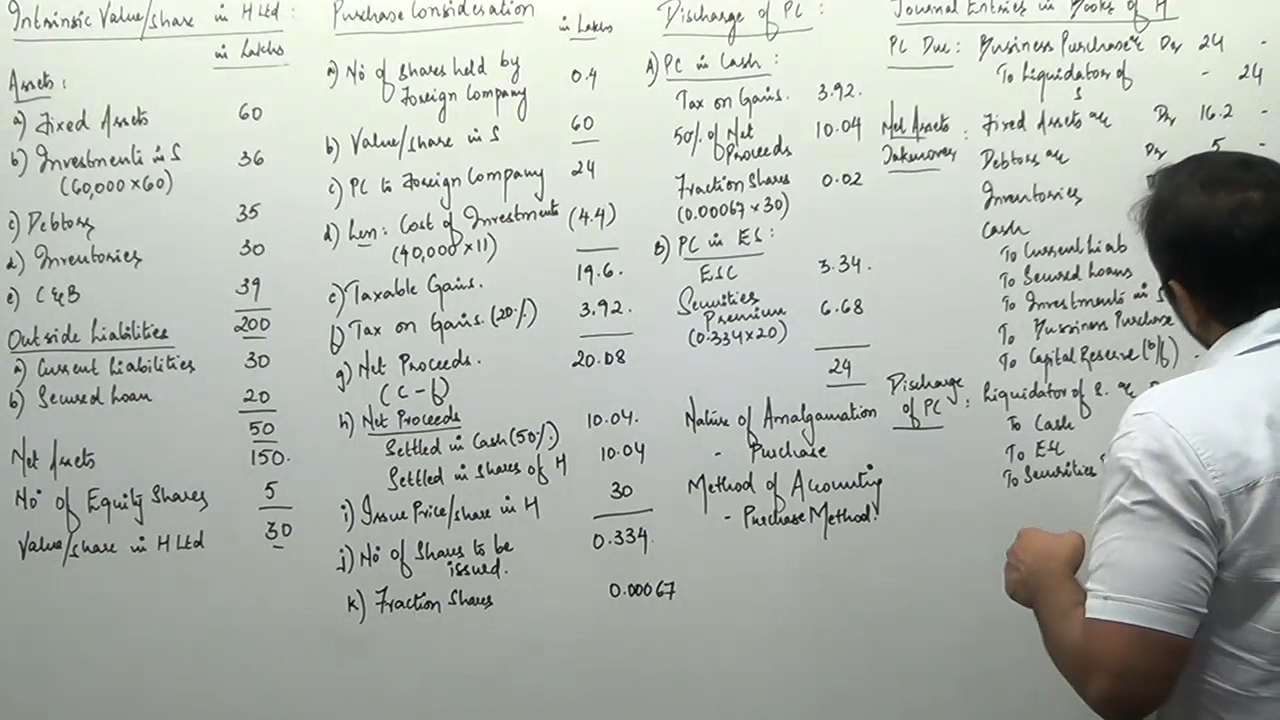 Intrinsic Value/share in H Ltd :
in Lakhs
Assets :
a) Fixed Assets 60
b) Investments in S 36
(60,000 x 60)
c) Debtors 35
d) Inventories 30
e) C & B 39
200
Outside Liabilities
a) Current Liabilities 30
b) Secured Loan 20
50
Net Assets 150.
No of Equity Shares 5
Value/share in H Ltd 30
Purchase Consideration
in Lakhs
a) No of shares held by 0.4
Foreign Company
b) Value/share in S 60
c) PC to Foreign Company 24
d) Less: Cost of Investments (4.4)
(40,000 x 11)
e) Taxable Gains. 19.6.
f) Tax on Gains. (20%) 3.92.
g) Net Proceeds. 20.08
(C - f)
h) Net Proceeds
Settled in Cash (50%) 10.04.
Settled in shares of H 10.04
i) Issue Price/share in H 30
j) No of shares to be 0.334
issued.
k) Fraction Shares 0.00067
Discharge of PC :
A) PC in Cash :
Tax on Gains. 3.92.
50% of Net 10.04
Proceeds
Fraction Shares 0.02
(0.00067 x 30)
B) PC in ES :
ESC 3.34.
Securities 6.68
Premium
(0.334 x 20)
24
Nature of Amalgamation
- Purchase
Method of Accounting
- Purchase Method.
Journal Entries in Books of H
PC Due : Business Purchase Dr 24 -
To Liquidators of - 24
S
Net Assets : Fixed Assets a/c Dr 16.2 -
Takenover Debtors a/c Dr 5 -
Inventories
Cash
To Current Liab
To Secured Loans
To Investments in S
To Business Purchase
To Capital Reserve (b/f) -
Discharge : Liquidator of S. a/c
of PC
To Cash
To ESC
To Securities